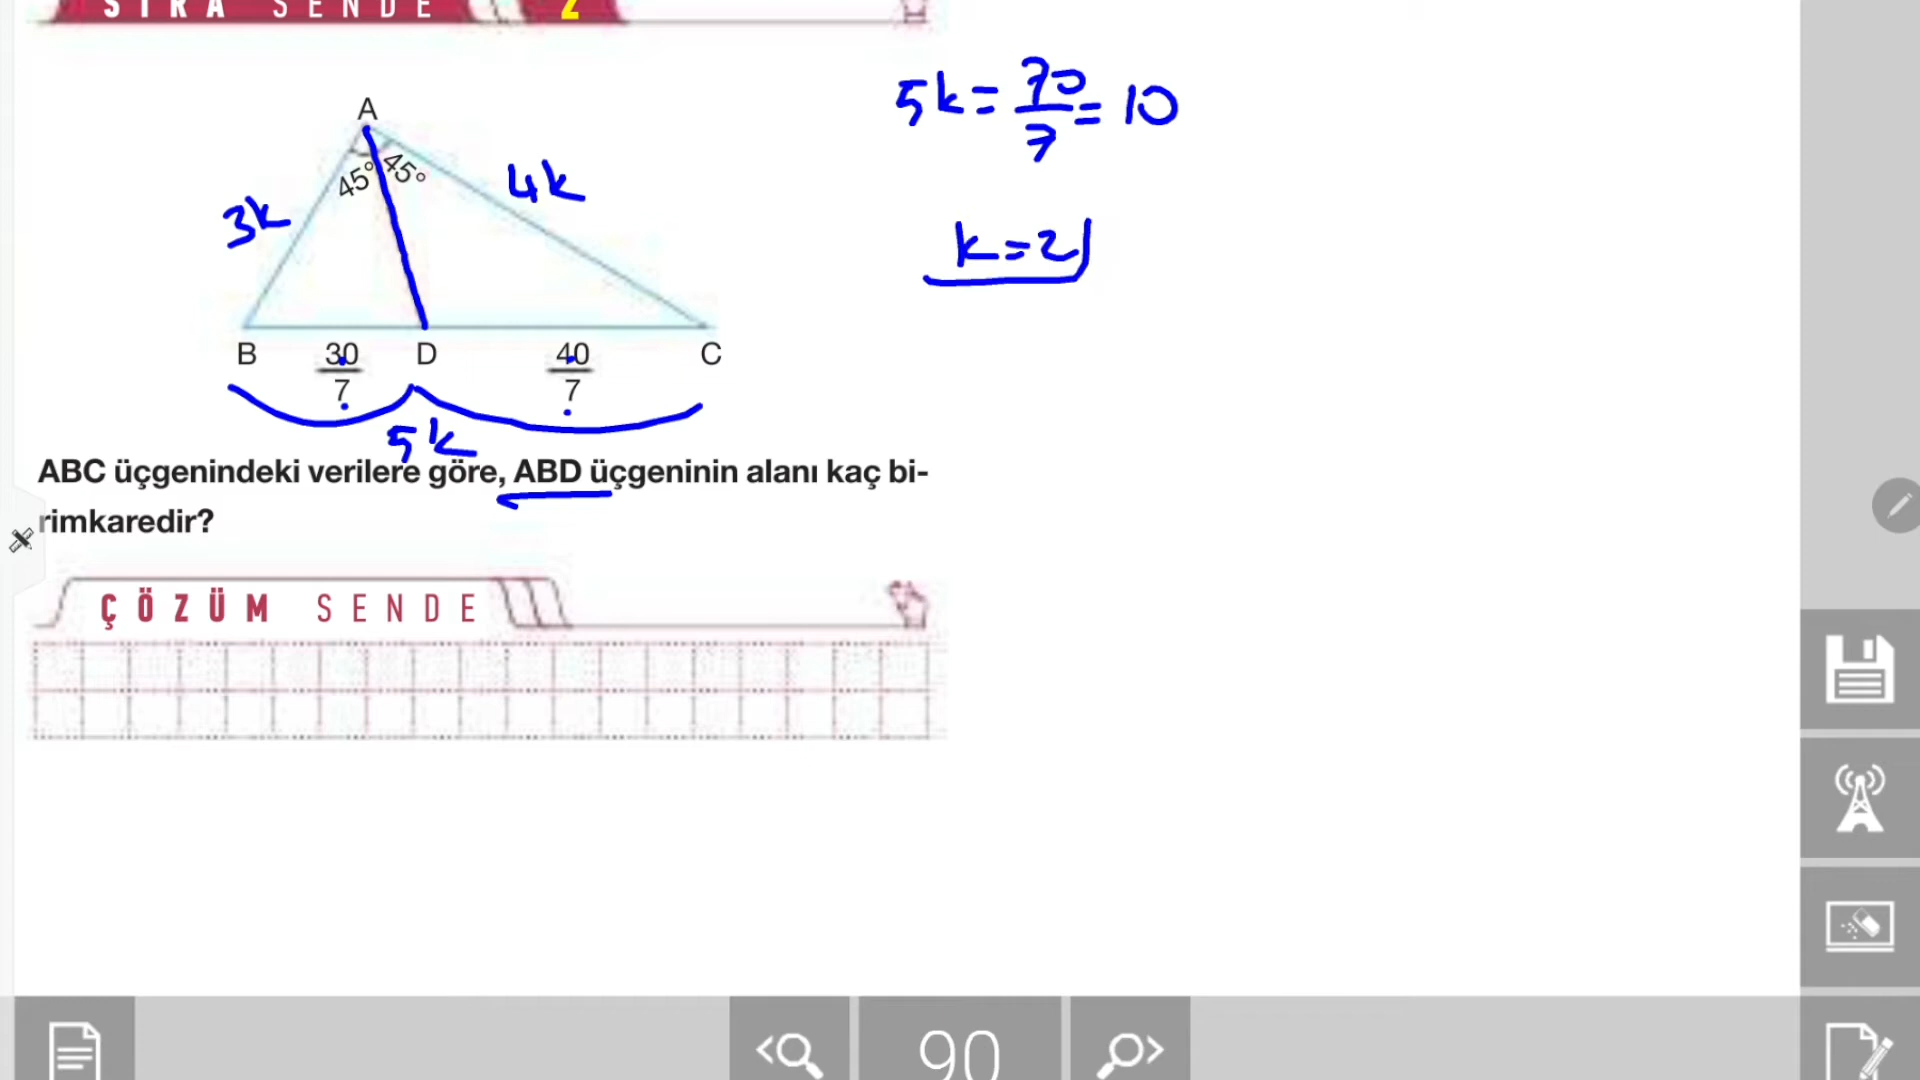 SIRA SENDE 2
5k = 70/7 = 10
A
45° 45°
3k
4k
k=2
B 30/7 D 40/7 C
5k
ABC üçgenindeki verilere göre, ABD üçgeninin alanı kaç bi-
rimkaredir?
ÇÖZÜM SENDE
90